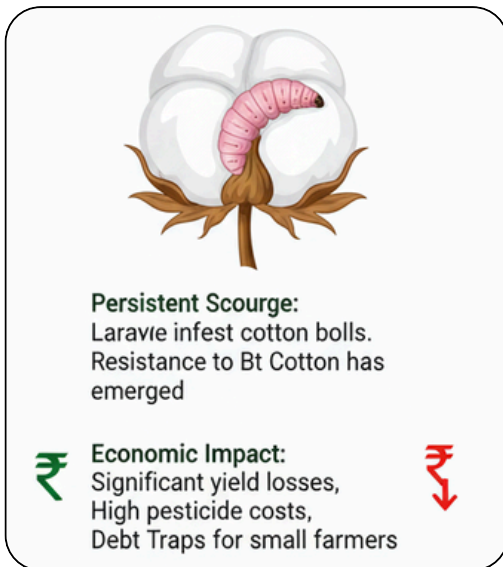 Persistent Scourge:
Laravıe infest cotton bolls.
Resistance to Bt Cotton has
emerged
₹ Economic Impact: ₹
Significant yield losses,
High pesticide costs,
Debt Traps for small farmers